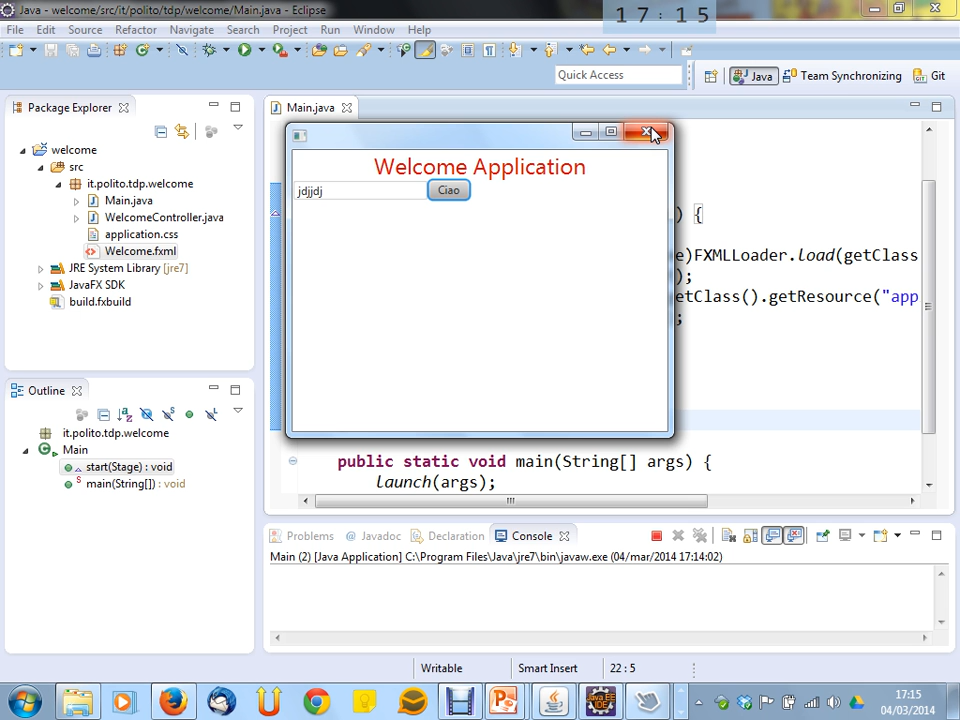 Java - welcome/src/it/polito/tdp/welcome/Main.java - Eclipse
17:15
File Edit Source Refactor Navigate Search Project Run Window Help
Quick Access
Java
Team Synchronizing
Git
Package Explorer
welcome
src
it.polito.tdp.welcome
Main.java
WelcomeController.java
application.css
Welcome.fxml
JRE System Library [jre7]
JavaFX SDK
build.fxbuild
Outline
it.polito.tdp.welcome
Main
start(Stage) : void
main(String[]) : void
Main.java
Welcome Application
jdjjdj
Ciao
) {
e)FXMLLoader.load(getClass
);
etClass().getResource("app
;
public static void main(String[] args) {
launch(args);
Problems
Javadoc
Declaration
Console
Main (2) [Java Application] C:\Program Files\Java\jre7\bin\javaw.exe (04/mar/2014 17:14:02)
Writable
Smart Insert
22 : 5
17:15
04/03/2014